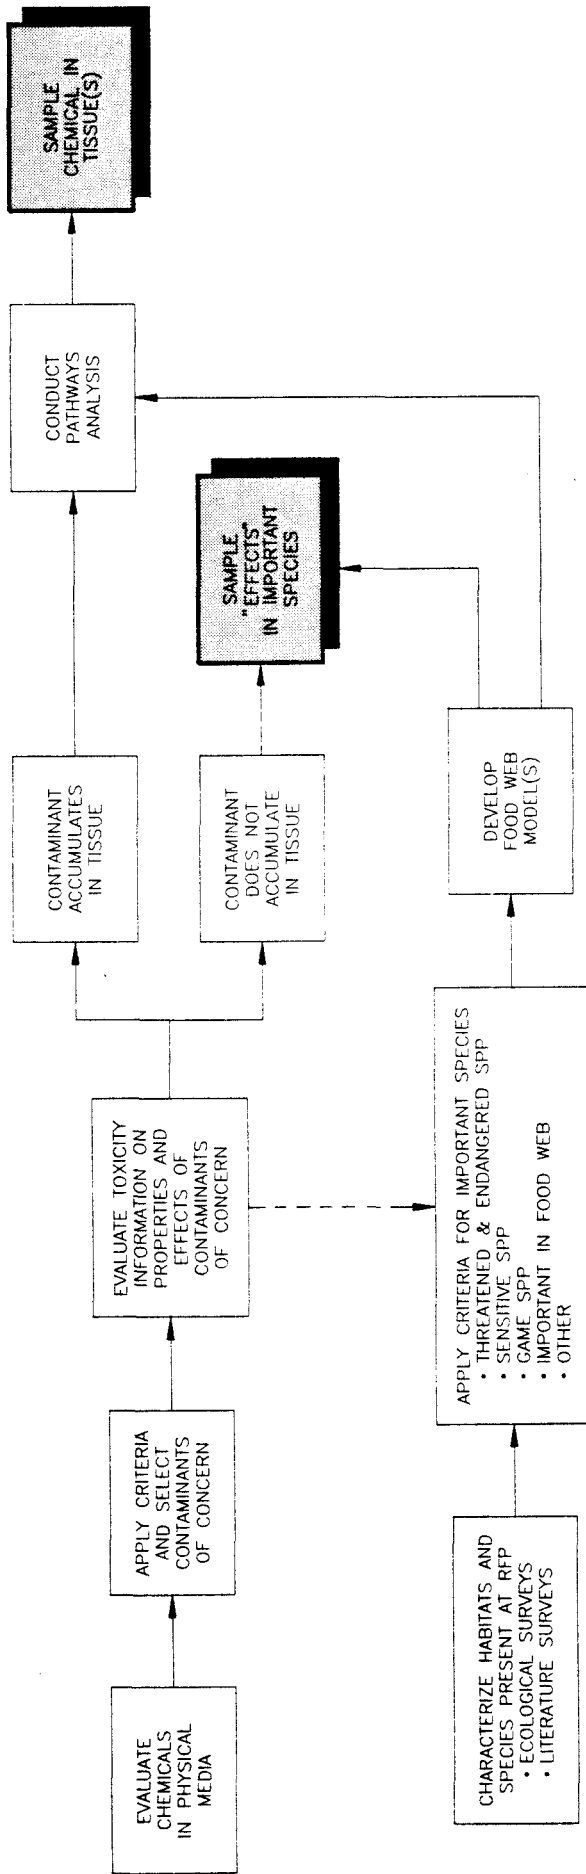 EVALUATE
CHEMICALS
IN PHYSICAL
MEDIA
APPLY CRITERIA
AND SELECT
CONTAMINANTS
OF CONCERN
EVALUATE TOXICITY
INFORMATION ON
PROPERTIES AND
EFFECTS OF
CONTAMINANTS
OF CONCERN
CONTAMINANT
ACCUMULATES
IN TISSUE
CONDUCT
PATHWAYS
ANALYSIS
SAMPLE
CHEMICAL IN
TISSUE(S)
CONTAMINANT
DOES NOT
ACCUMULATE
IN TISSUE
SAMPLE
"EFFECTS"
IN IMPORTANT
SPECIES
CHARACTERIZE HABITATS AND
SPECIES PRESENT AT RFP
• ECOLOGICAL SURVEYS
• LITERATURE SURVEYS
APPLY CRITERIA FOR IMPORTANT SPECIES
• THREATENED & ENDANGERED SPP
• SENSITIVE SPP
• GAME SPP
• IMPORTANT IN FOOD WEB
• OTHER
DEVELOP
FOOD WEB
MODEL(S)